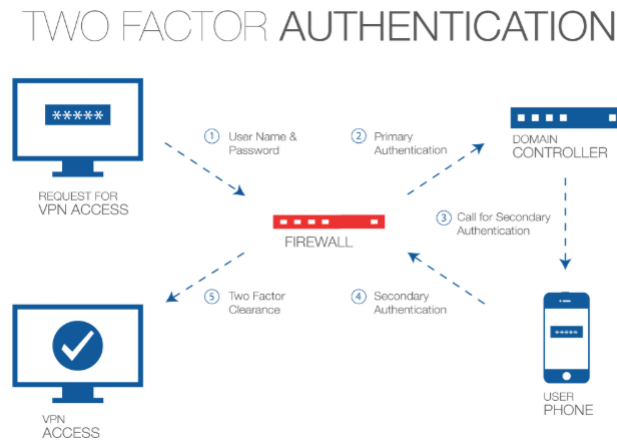 TWO FACTOR AUTHENTICATION
*****
1 User Name &
Password
2 Primary
Authentication
DOMAIN
CONTROLLER
REQUEST FOR
VPN ACCESS
3 Call for Secondary
Authentication
FIREWALL
5 Two Factor
Clearance
4 Secondary
Authentication
*****
VPN
ACCESS
USER
PHONE